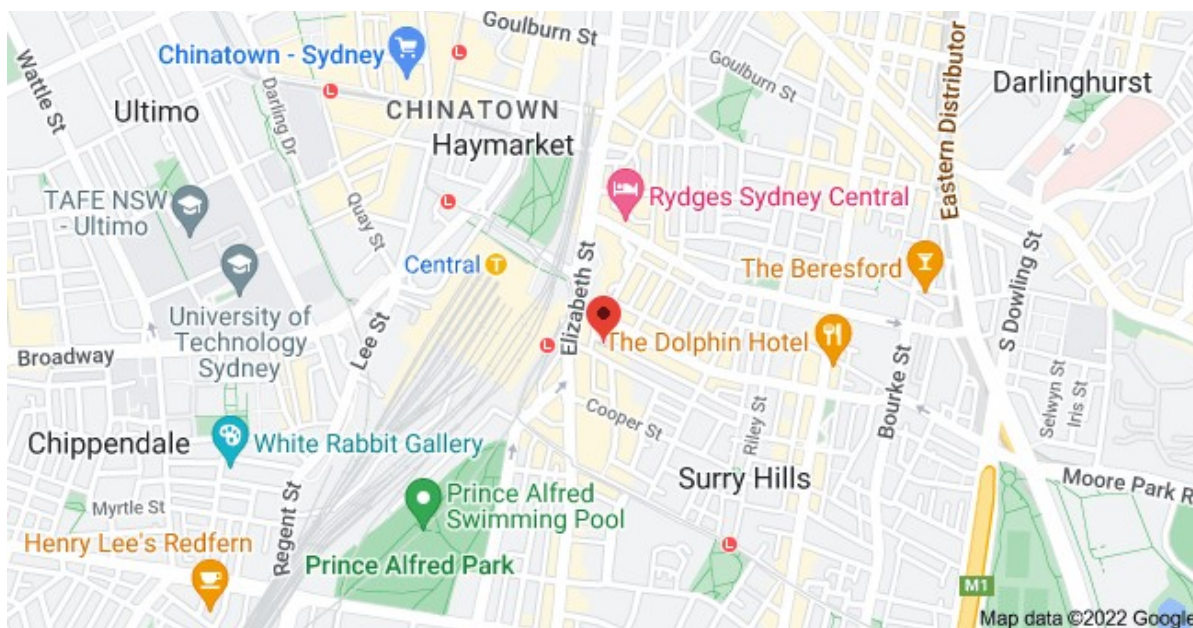 Goulburn St
Chinatown - Sydney
Wattle St
Ultimo
Darling Dr
CHINATOWN
Haymarket
Goulburn St
Eastern Distributor
Darlinghurst
TAFE NSW
- Ultimo
Quay St
Rydges Sydney Central
Central
T
Elizabeth St
The Beresford
S Dowling St
University of
Technology
Sydney
Broadway
Lee St
The Dolphin Hotel
Bourke St
Selwyn St
Iris St
Cooper St
Riley St
Chippendale
White Rabbit Gallery
Surry Hills
Moore Park R
Myrtle St
Regent St
Prince Alfred
Swimming Pool
Henry Lee's Redfern
Prince Alfred Park
M1
Map data ©2022 Google
L
L
L
L
L